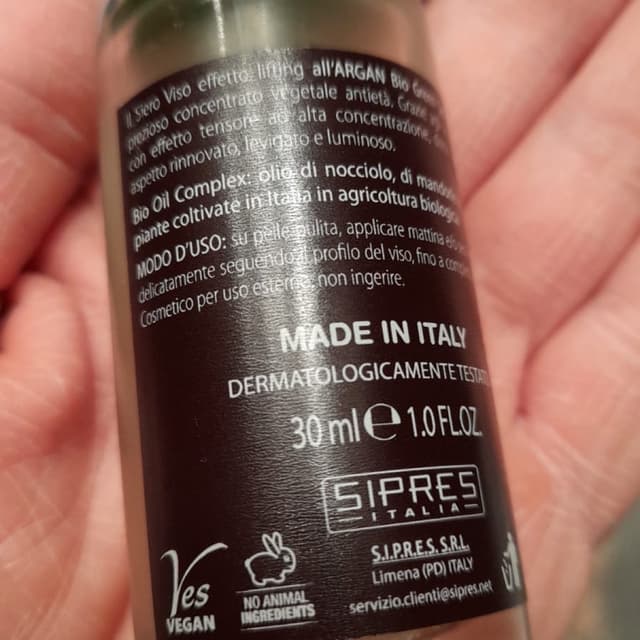 Il Siero Viso effetto lifting all'ARGAN Bio
prezioso concentrato vegetale antietà. Grazie
con effetto tensore ad alta concentrazione,
aspetto rinnovato, levigato e luminoso.
Bio Oil Complex: olio di nocciolo, di
piante coltivate in Italia in agricoltura biologica
MODO D'USO: su pelle pulita, applicare mattina e/o
delicatamente seguendo il profilo del viso, fino a
Cosmetico per uso esterno, non ingerire.
MADE IN ITALY
DERMATOLOGICAMENTE
30 ml ℮ 1.0 FL.OZ.
SIPRES
ITALIA
S.I.P.R.E.S. S.R.L.
Limena (PD) ITALY
servizio.clienti@sipres.net
Yes
VEGAN
NO ANIMAL
INGREDIENTS